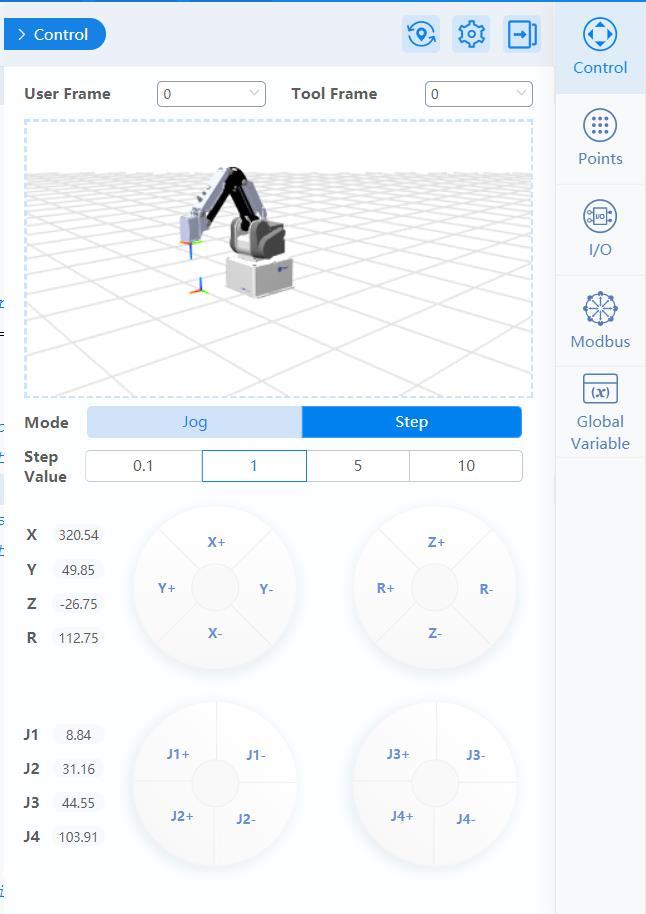 Control
User Frame 0 Tool Frame 0
Mode Jog Step
Step Value 0.1 1 5 10
X 320.54
Y 49.85
Z -26.75
R 112.75
X+
Y+ Y-
X-
Z+
R+ R-
Z-
J1 8.84
J2 31.16
J3 44.55
J4 103.91
J1+ J1-
J2+ J2-
J3+ J3-
J4+ J4-
Control
Points
I/O
I/O
Modbus
(x)
Global
Variable